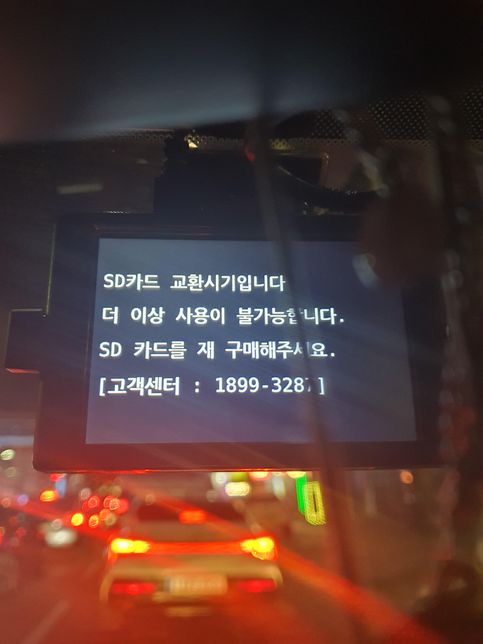 SD카드 교환시기입니다
더 이상 사용이 불가능합니다.
SD 카드를 재 구매해주세요.
[고객센터 : 1899-3287]